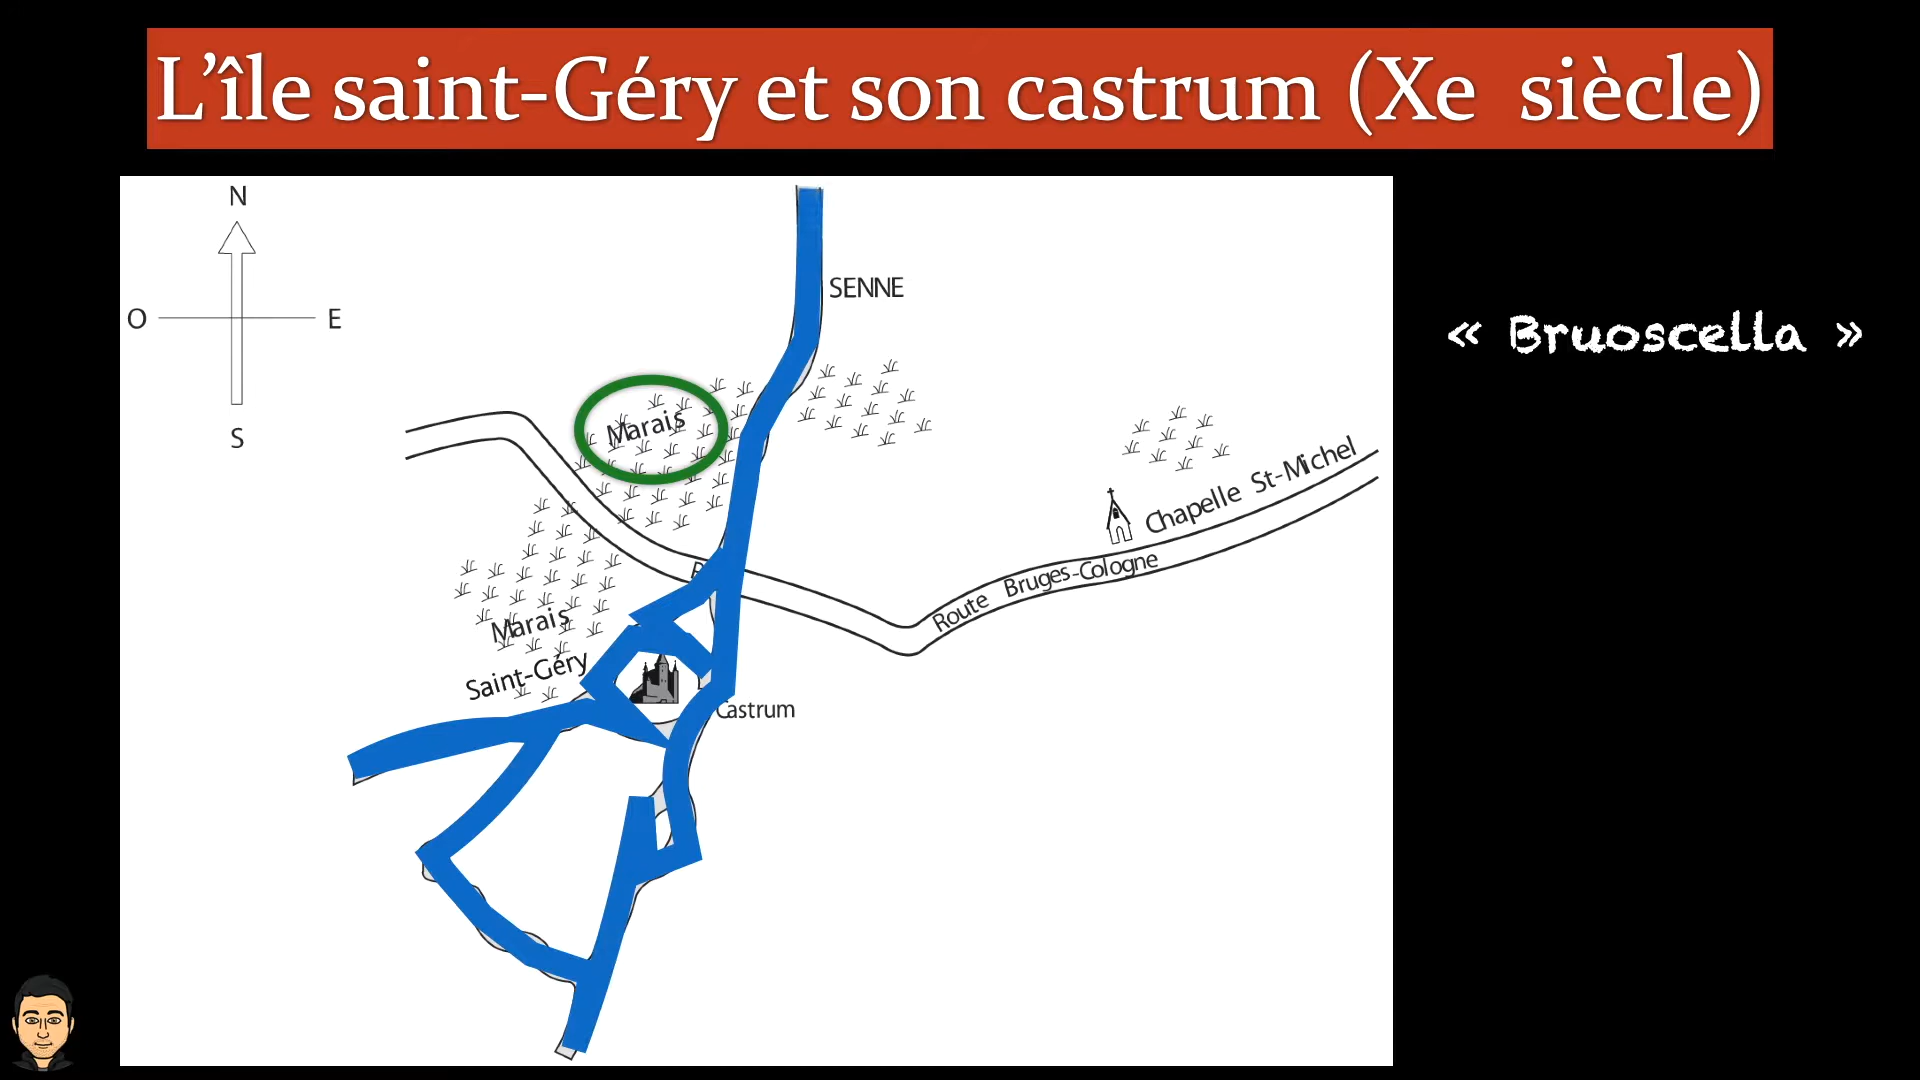 L’île saint-Géry et son castrum (Xe siècle)
N
O
E
S
SENNE
« Bruoscella »
Marais
Chapelle St-Michel
Route Bruges-Cologne
Marais
Saint-Géry
Castrum